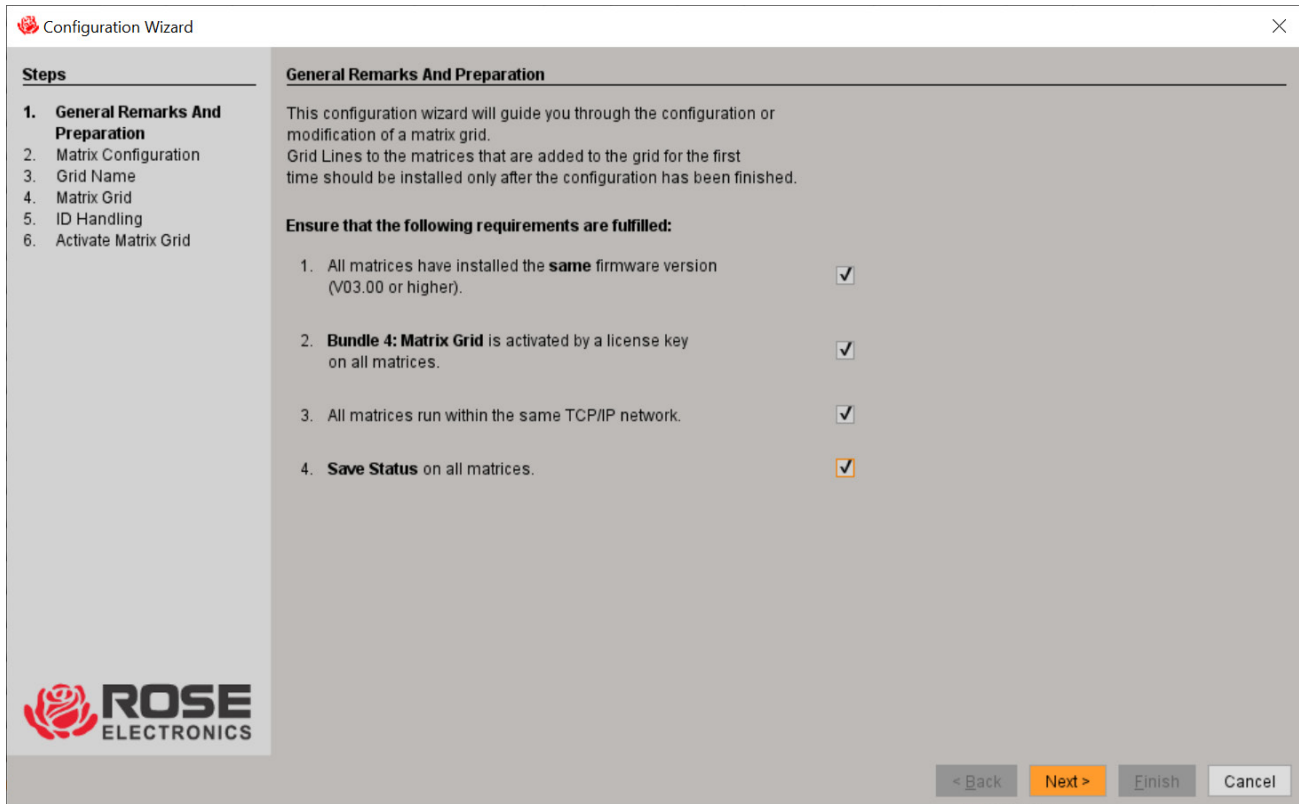 Configuration Wizard
Steps
1. General Remarks And
Preparation
2. Matrix Configuration
3. Grid Name
4. Matrix Grid
5. ID Handling
6. Activate Matrix Grid
General Remarks And Preparation
This configuration wizard will guide you through the configuration or
modification of a matrix grid.
Grid Lines to the matrices that are added to the grid for the first
time should be installed only after the configuration has been finished.
Ensure that the following requirements are fulfilled:
1. All matrices have installed the same firmware version
(V03.00 or higher).
2. Bundle 4: Matrix Grid is activated by a license key
on all matrices.
3. All matrices run within the same TCP/IP network.
4. Save Status on all matrices.
ROSE
ELECTRONICS
< Back Next > Finish Cancel